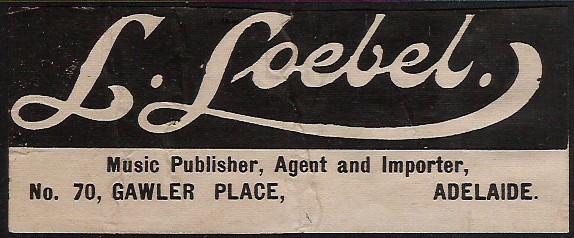 L. Loebel.
Music Publisher, Agent and Importer,
No. 70, GAWLER PLACE, ADELAIDE.